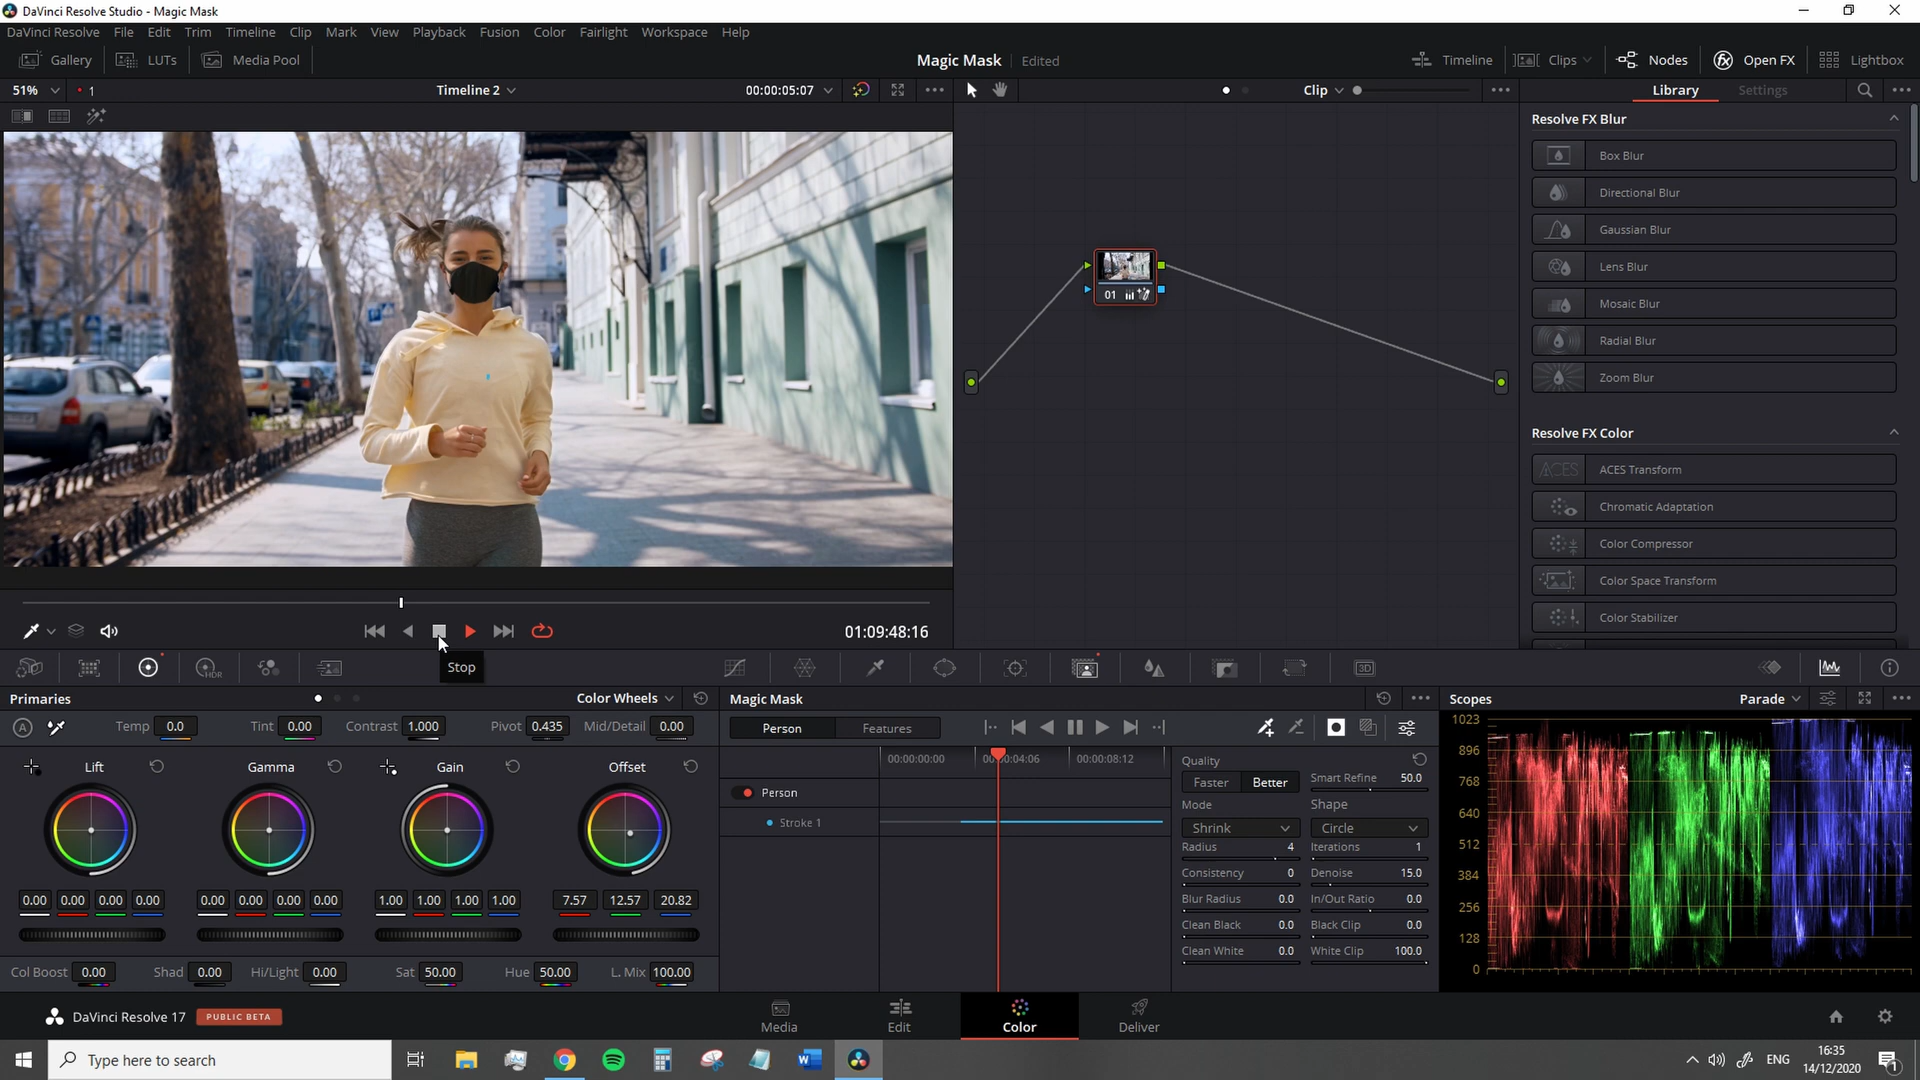 DaVinci Resolve Studio - Magic Mask
DaVinci Resolve File Edit Trim Timeline Clip Mark View Playback Fusion Color Fairlight Workspace Help
Gallery LUTs Media Pool Magic Mask Edited Timeline Clips Nodes Open FX Lightbox
51% 1 Timeline 2 00:00:05:07 Clip Library Settings
Resolve FX Blur
Box Blur
Directional Blur
Gaussian Blur
Lens Blur
Mosaic Blur
Radial Blur
Zoom Blur
Resolve FX Color
ACES Transform
Chromatic Adaptation
Color Compressor
Color Space Transform
Color Stabilizer
01
01:09:48:16
Stop
HDR
3D
Primaries Color Wheels
Temp 0.0 Tint 0.00 Contrast 1.000 Pivot 0.435 Mid/Detail 0.00
Lift Gamma Gain Offset
0.00 0.00 0.00 0.00 0.00 0.00 0.00 0.00 1.00 1.00 1.00 1.00 7.57 12.57 20.82
Col Boost 0.00 Shad 0.00 Hi/Light 0.00 Sat 50.00 Hue 50.00 L. Mix 100.00
Magic Mask
Person Features
00:00:00:00 00:00:08:12
Person
Stroke 1
Quality
Faster Better Smart Refine 50.0
Mode Shape
Shrink Circle
Radius 4 Iterations 1
Consistency 0 Denoise 15.0
Blur Radius 0.0 In/Out Ratio 0.0
Clean Black 0.0 Black Clip 0.0
Clean White 0.0 White Clip 100.0
Scopes Parade
1023
896
768
640
512
384
256
128
0
DaVinci Resolve 17 PUBLIC BETA
Media Edit Color Deliver
Type here to search
ENG
16:35
14/12/2020
1